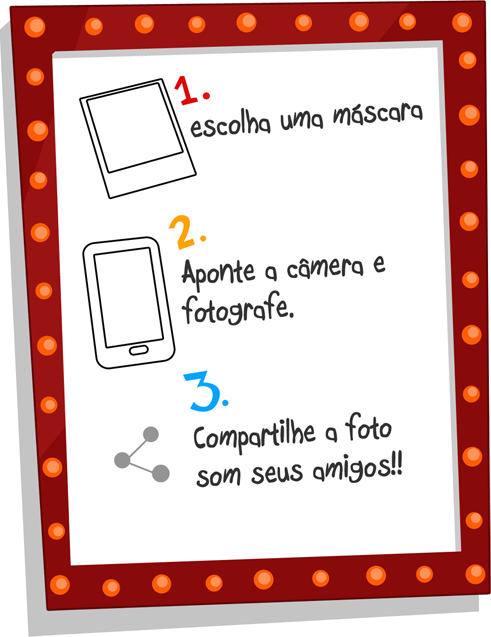 1.
escolha uma máscara
2.
Aponte a câmera e
fotografe.
3.
Compartilhe a foto
som seus amigos!!